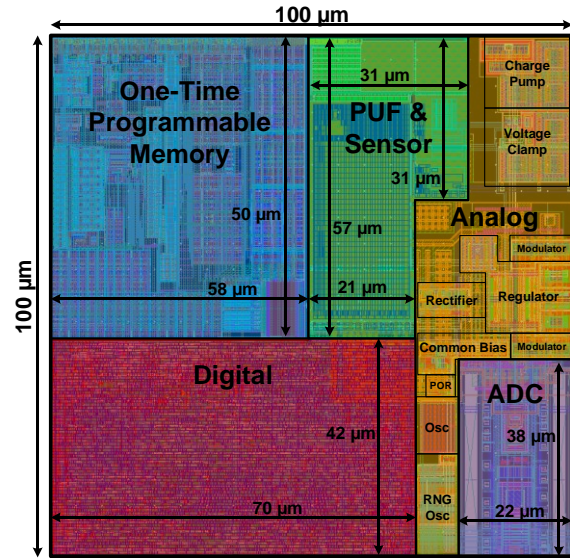 100 µm
100 µm
One-Time
Programmable
Memory
50 µm
58 µm
31 µm
PUF &
Sensor
31 µm
57 µm
21 µm
Charge
Pump
Voltage
Clamp
Analog
Modulator
Rectifier
Regulator
Common Bias
Modulator
POR
Digital
42 µm
70 µm
Osc
RNG
Osc
ADC
38 µm
22 µm